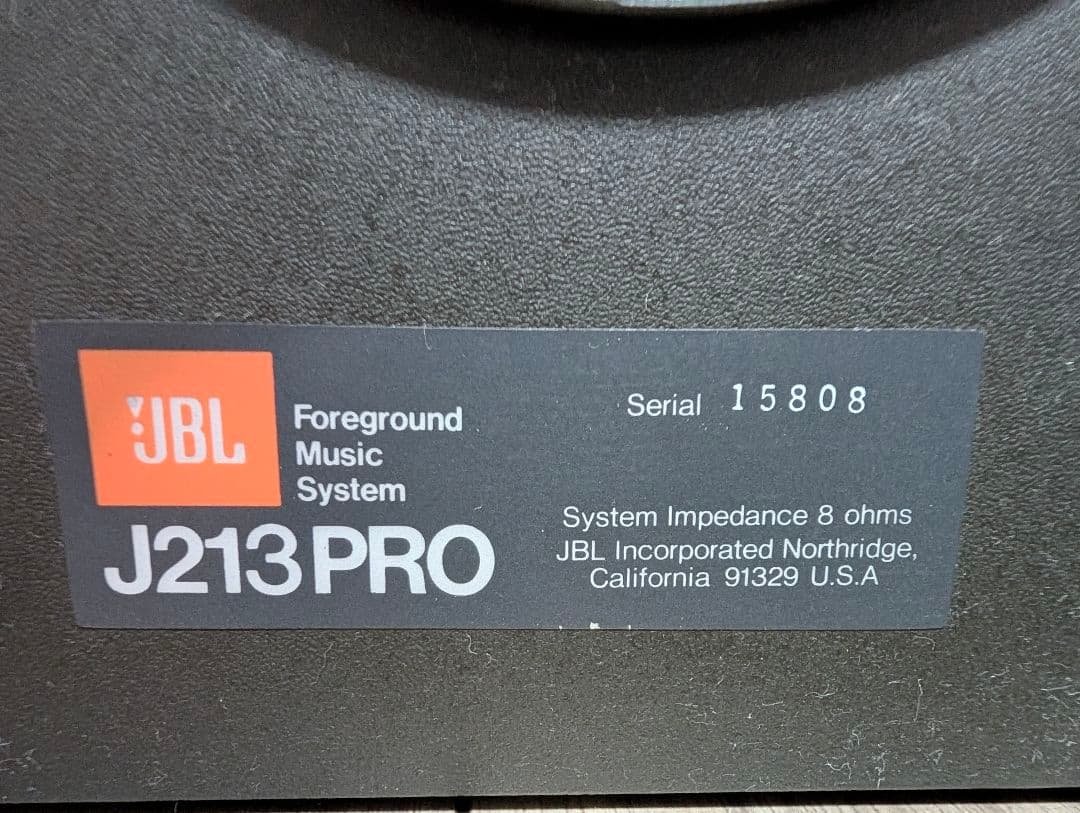 JBL
Foreground
Music
System
J213PRO
Serial 15808
System Impedance 8 ohms
JBL Incorporated Northridge,
California 91329 U.S.A